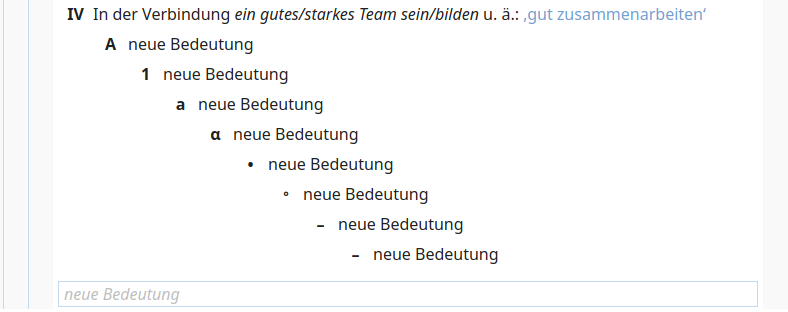 IV In der Verbindung ein gutes/starkes Team sein/bilden u. ä.: ‚gut zusammenarbeiten‘
A neue Bedeutung
1 neue Bedeutung
a neue Bedeutung
α neue Bedeutung
• neue Bedeutung
∘ neue Bedeutung
– neue Bedeutung
– neue Bedeutung
neue Bedeutung